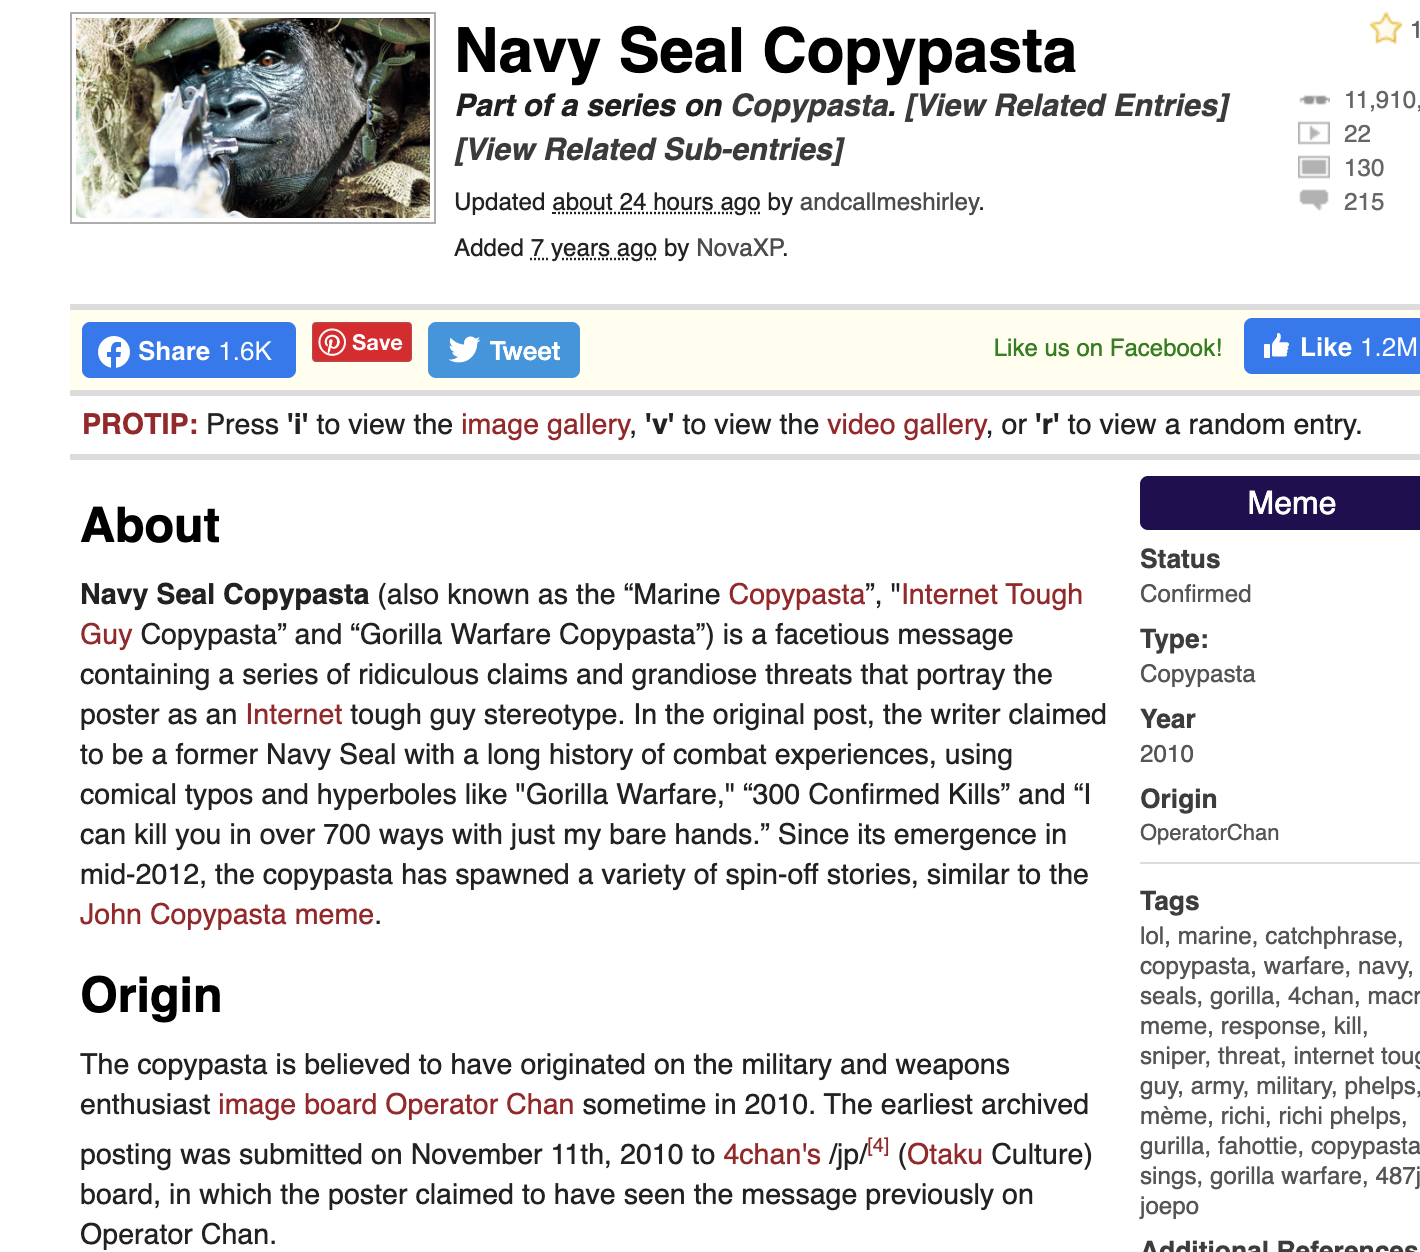 Navy Seal Copypasta
Part of a series on Copypasta. [View Related Entries]
[View Related Sub-entries]
Updated about 24 hours ago by andcallmeshirley.
Added 7 years ago by NovaXP.
1
11,910,
22
130
215
Share 1.6K
Save
Tweet
Like us on Facebook!
Like 1.2M
PROTIP: Press 'i' to view the image gallery, 'v' to view the video gallery, or 'r' to view a random entry.
About
Navy Seal Copypasta (also known as the “Marine Copypasta”, "Internet Tough
Guy Copypasta” and “Gorilla Warfare Copypasta”) is a facetious message
containing a series of ridiculous claims and grandiose threats that portray the
poster as an Internet tough guy stereotype. In the original post, the writer claimed
to be a former Navy Seal with a long history of combat experiences, using
comical typos and hyperboles like "Gorilla Warfare," “300 Confirmed Kills” and “I
can kill you in over 700 ways with just my bare hands.” Since its emergence in
mid-2012, the copypasta has spawned a variety of spin-off stories, similar to the
John Copypasta meme.
Origin
The copypasta is believed to have originated on the military and weapons
enthusiast image board Operator Chan sometime in 2010. The earliest archived
posting was submitted on November 11th, 2010 to 4chan's /jp/[4] (Otaku Culture)
board, in which the poster claimed to have seen the message previously on
Operator Chan.
Meme
Status
Confirmed
Type:
Copypasta
Year
2010
Origin
OperatorChan
Tags
lol, marine, catchphrase,
copypasta, warfare, navy,
seals, gorilla, 4chan, macr
meme, response, kill,
sniper, threat, internet toug
guy, army, military, phelps,
mème, richi, richi phelps,
gurilla, fahottie, copypasta
sings, gorilla warfare, 487j
joepo
Additional References